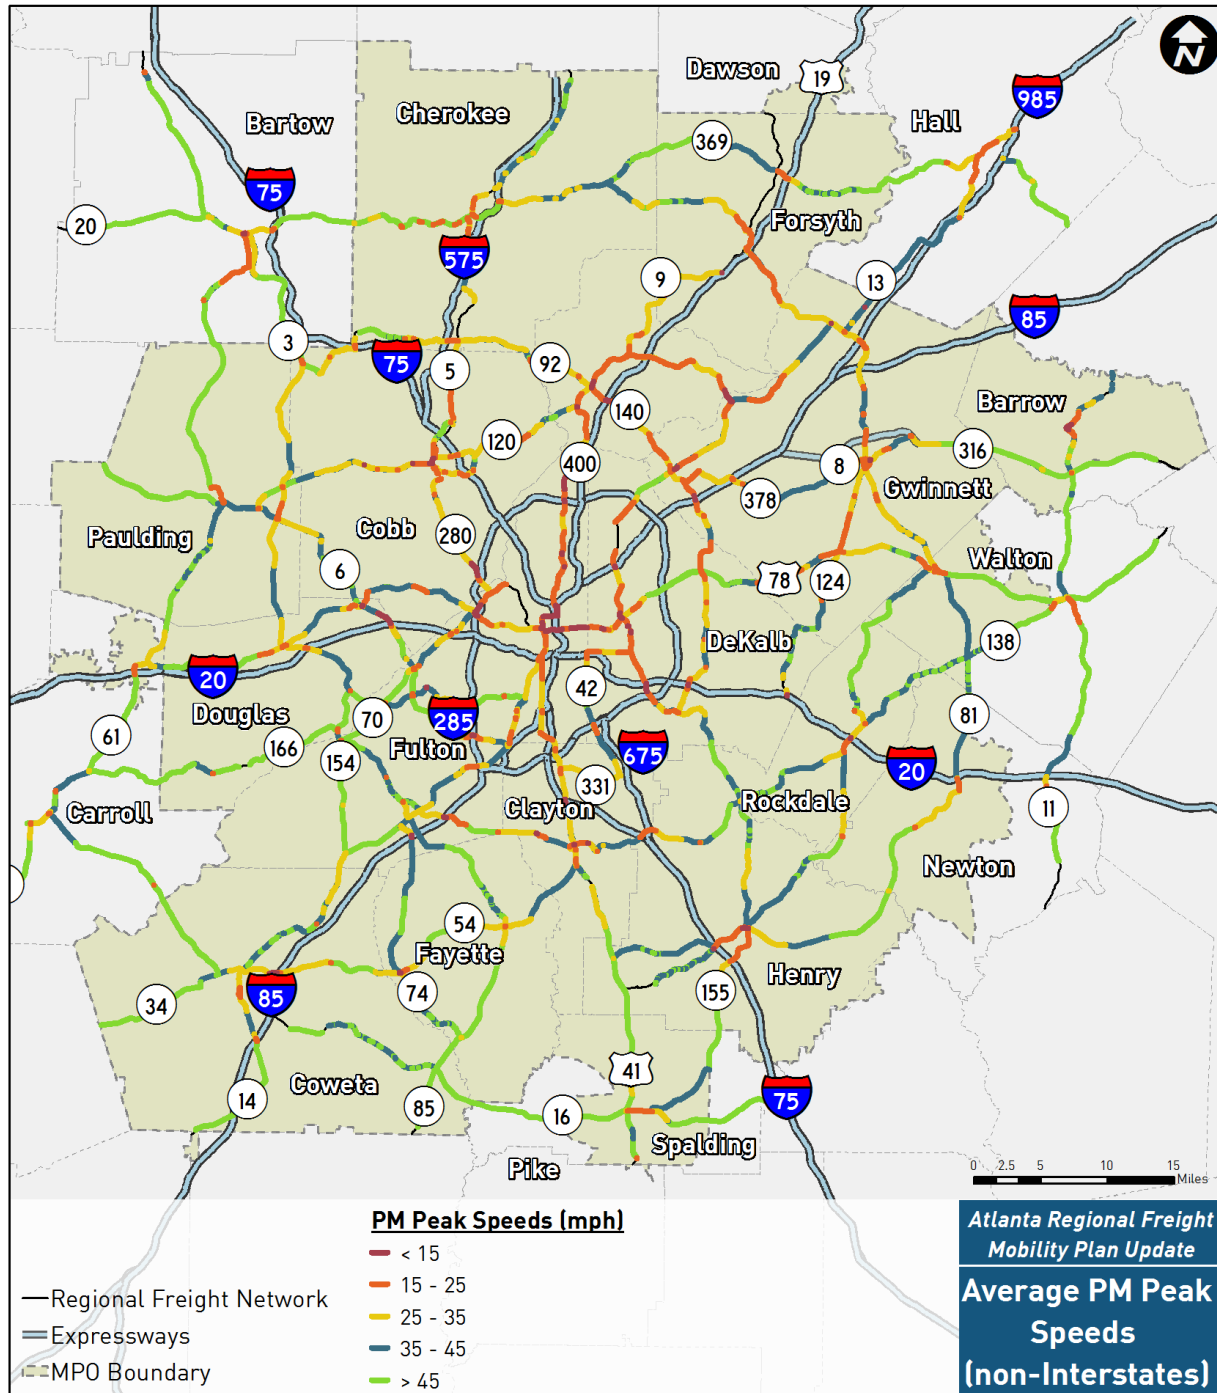 N
Dawson
19
985
Cherokee
Hall
Bartow
369
75
20
Forsyth
575
9
13
85
3
75
5
92
Barrow
140
120
400
316
8
Gwinnett
378
Paulding
Cobb
280
Walton
6
78
124
DeKalb
138
20
42
Douglas
70
285
81
61
166
Fulton
154
675
20
331
Rockdale
Carroll
Clayton
11
Newton
54
Fayette
Henry
34
85
74
155
41
Coweta
14
85
16
75
Spalding
Pike
0 2.5 5 10 15
Miles
PM Peak Speeds (mph)
< 15
15 - 25
25 - 35
35 - 45
> 45
Regional Freight Network
Expressways
MPO Boundary
Atlanta Regional Freight
Mobility Plan Update
Average PM Peak
Speeds
(non-Interstates)